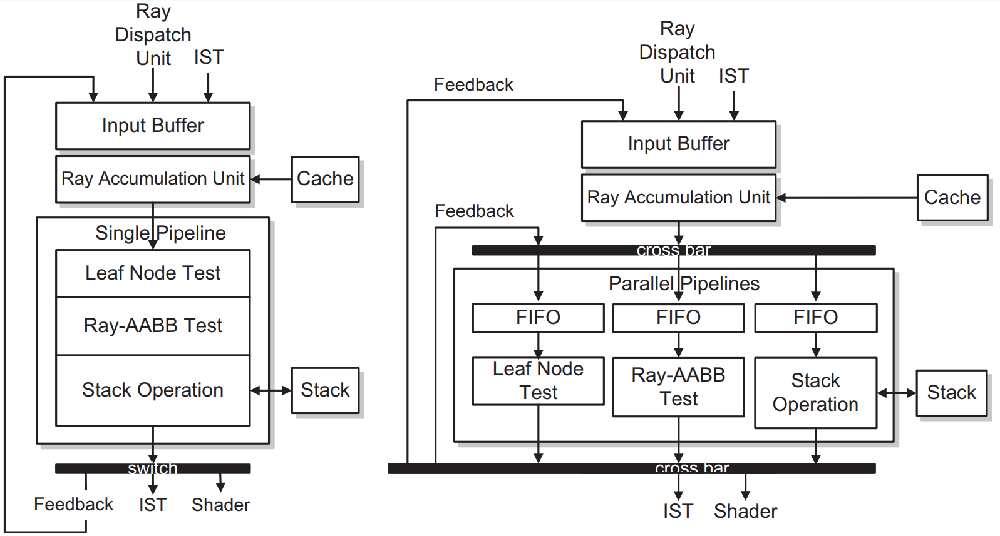 Ray
Dispatch
Unit
IST
Input Buffer
Ray Accumulation Unit
Cache
Single Pipeline
Leaf Node Test
Ray-AABB Test
Stack Operation
Stack
switch
Feedback
IST
Shader
Ray
Dispatch
Unit
IST
Feedback
Input Buffer
Ray Accumulation Unit
Cache
Feedback
cross bar
Parallel Pipelines
FIFO
FIFO
FIFO
Leaf Node
Test
Ray-AABB
Test
Stack
Operation
Stack
cross bar
IST
Shader